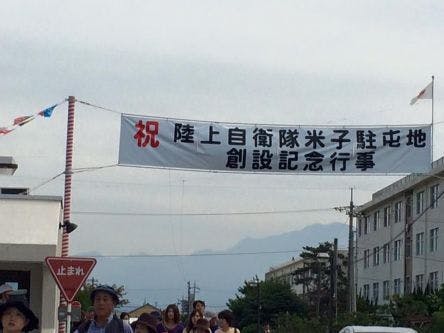 祝 陸上自衛隊米子駐屯地
創設記念行事
止まれ